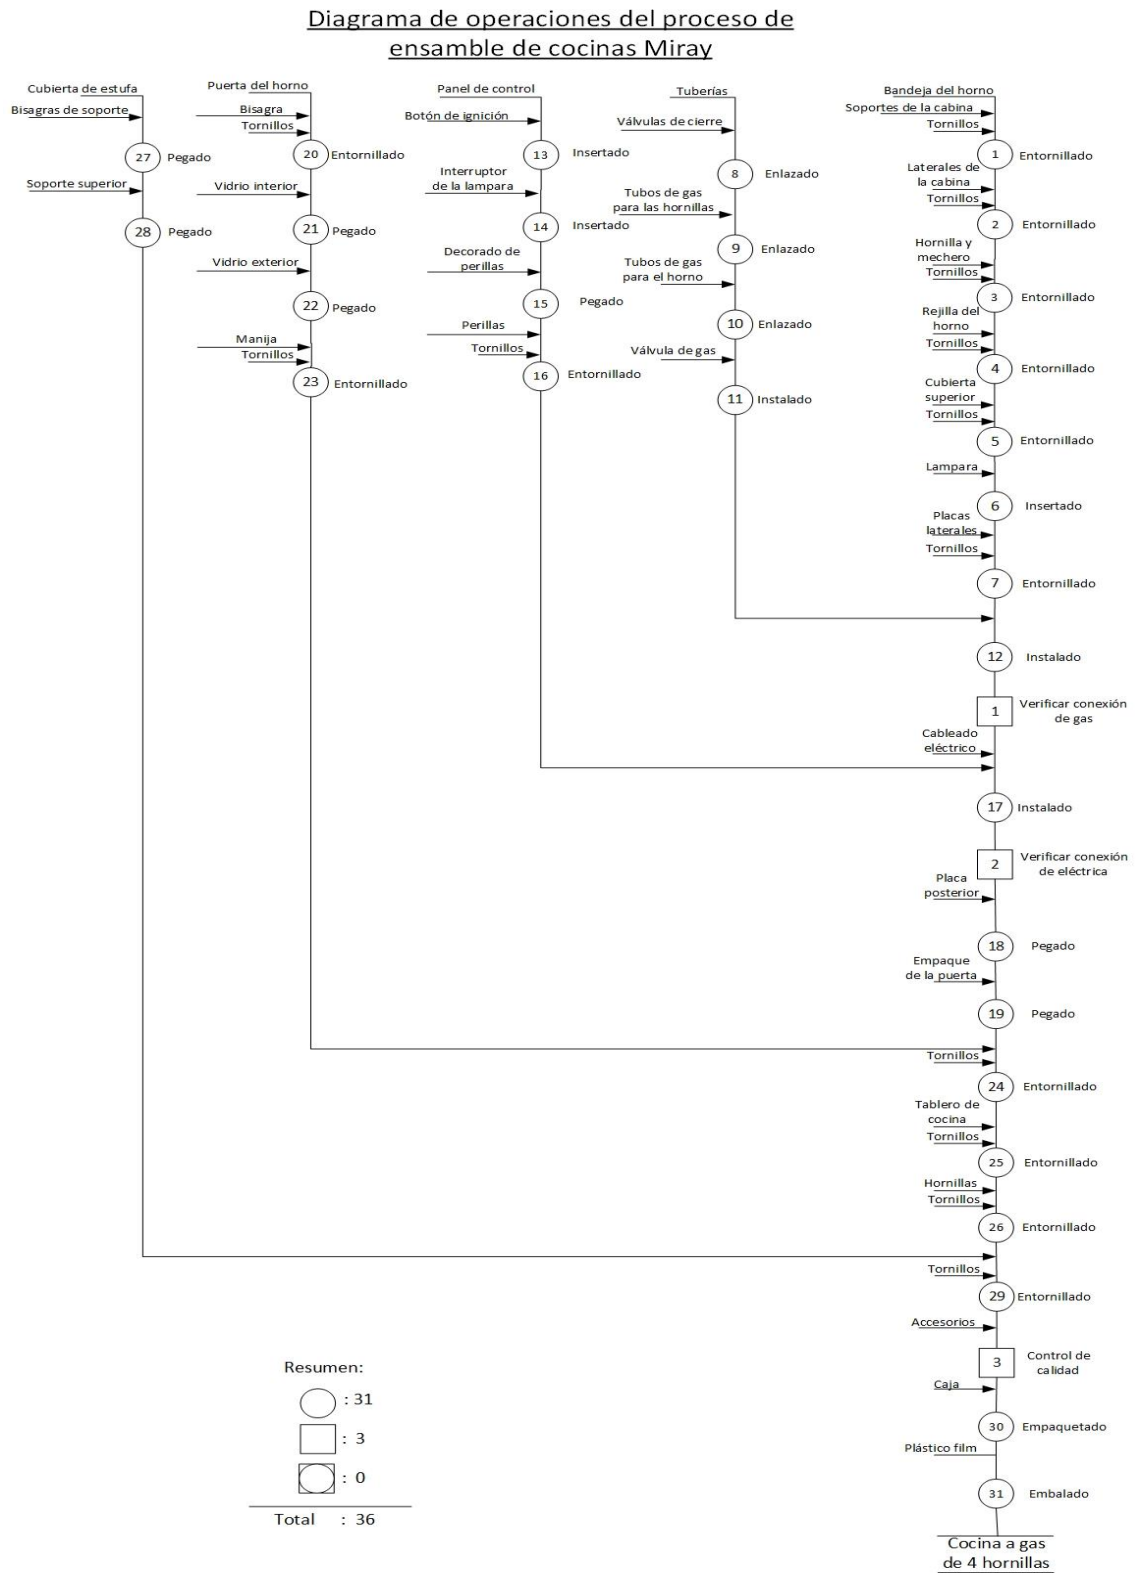 Diagrama de operaciones del proceso de
ensamble de cocinas Miray
Cubierta de estufa
Bisagras de soporte
27
Pegado
Soporte superior
28
Pegado
Puerta del horno
Bisagra
Tornillos
20
Entornillado
Vidrio interior
21
Pegado
Vidrio exterior
22
Pegado
Manija
Tornillos
23
Entornillado
Panel de control
Botón de ignición
13
Insertado
Interruptor
de la lampara
14
Insertado
Decorado de
perillas
15
Pegado
Perillas
Tornillos
16
Entornillado
Tuberías
Válvulas de cierre
8
Enlazado
Tubos de gas
para las hornillas
9
Enlazado
Tubos de gas
para el horno
10
Enlazado
Válvula de gas
11
Instalado
Bandeja del horno
Soportes de la cabina
Tornillos
1
Entornillado
Laterales de
la cabina
Tornillos
2
Entornillado
Hornilla y
mechero
Tornillos
3
Entornillado
Rejilla del
horno
Tornillos
4
Entornillado
Cubierta
superior
Tornillos
5
Entornillado
Lampara
6
Insertado
Placas
laterales
Tornillos
7
Entornillado
12
Instalado
1
Verificar conexión
de gas
Cableado
eléctrico
17
Instalado
2
Verificar conexión
de eléctrica
Placa
posterior
18
Pegado
Empaque
de la puerta
19
Pegado
Tornillos
24
Entornillado
Tablero de
cocina
Tornillos
25
Entornillado
Hornillas
Tornillos
26
Entornillado
Tornillos
29
Entornillado
Accesorios
3
Control de
calidad
Caja
30
Empaquetado
Plástico film
31
Embalado
Cocina a gas
de 4 hornillas
Resumen:
: 31
: 3
: 0
Total : 36